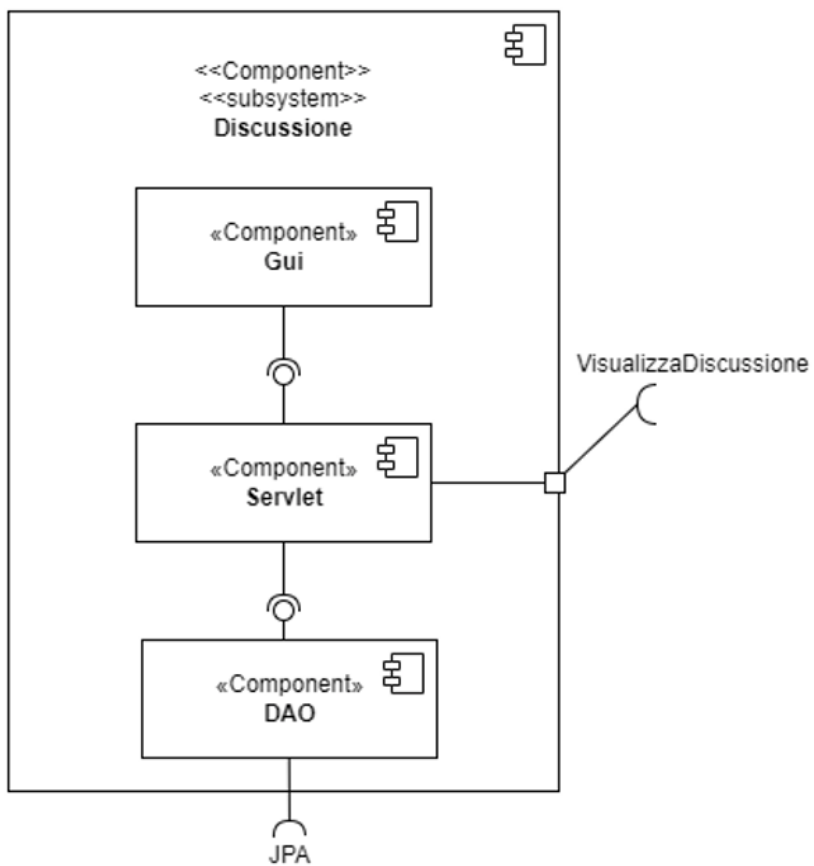 <<Component>>
<<subsystem>>
Discussione
«Component»
Gui
VisualizzaDiscussione
«Component»
Servlet
«Component»
DAO
JPA